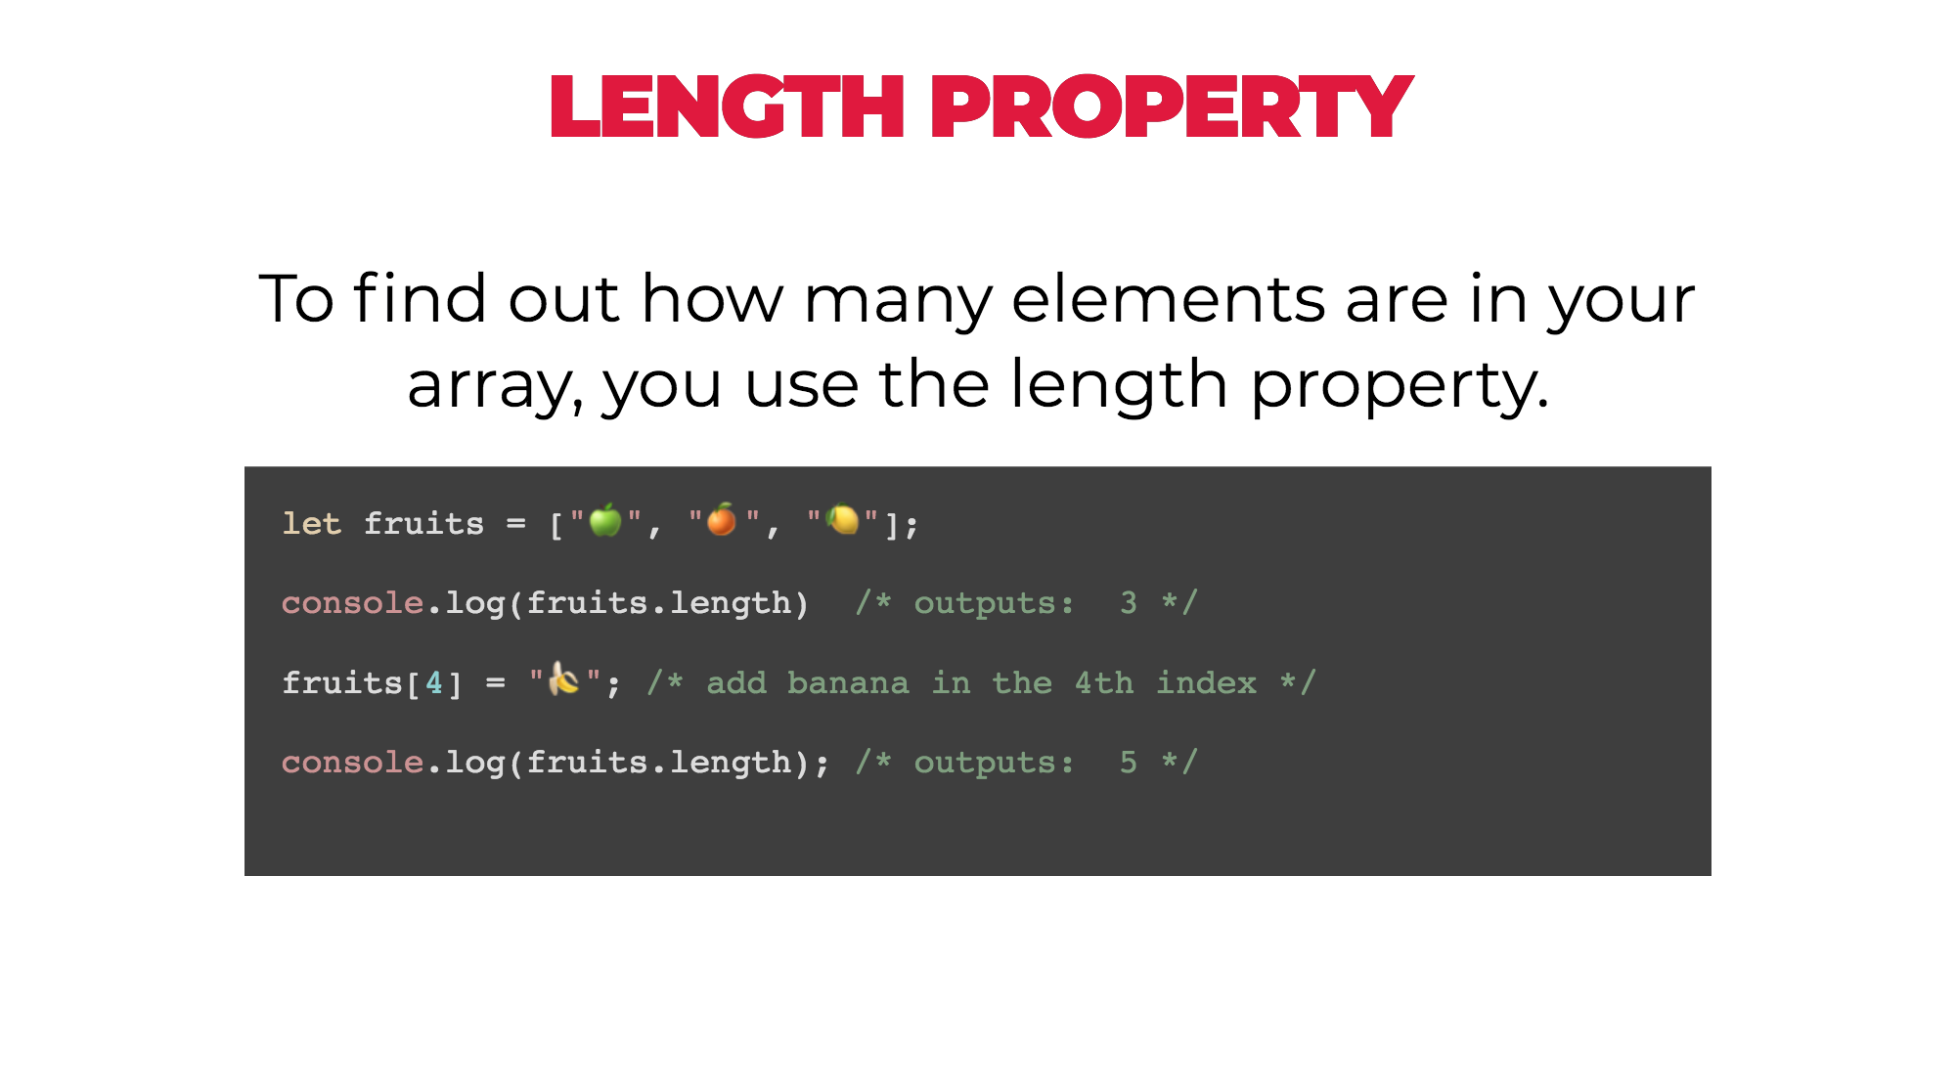 LENGTH PROPERTY
To find out how many elements are in your
array, you use the length property.
let fruits = ["🍏", "🍊", "🍋"];
console.log(fruits.length)  /* outputs:  3 */
fruits[4] = "🍌"; /* add banana in the 4th index */
console.log(fruits.length); /* outputs:  5 */